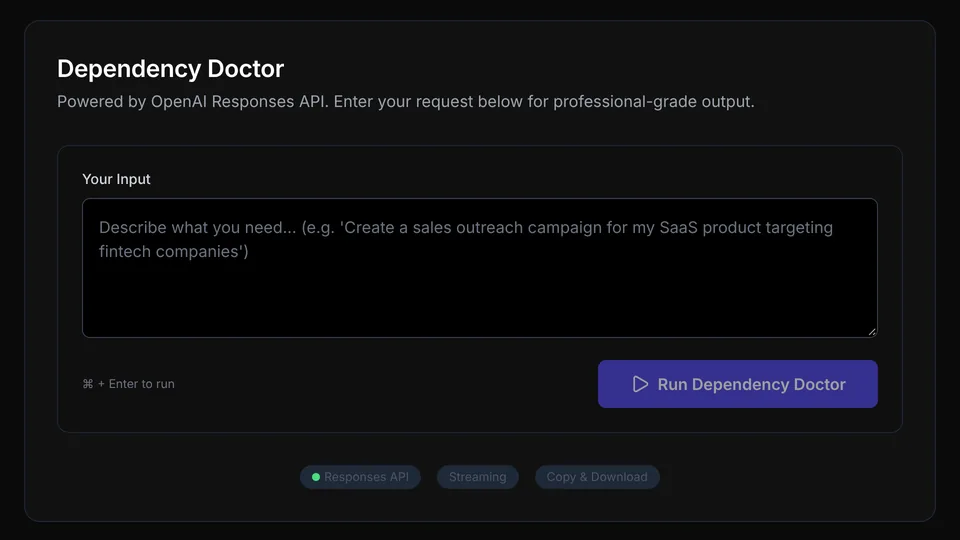 Dependency Doctor
Powered by OpenAI Responses API. Enter your request below for professional-grade output.
Your Input
Describe what you need... (e.g. 'Create a sales outreach campaign for my SaaS product targeting
fintech companies')
⌘ + Enter to run
Run Dependency Doctor
Responses API
Streaming
Copy & Download